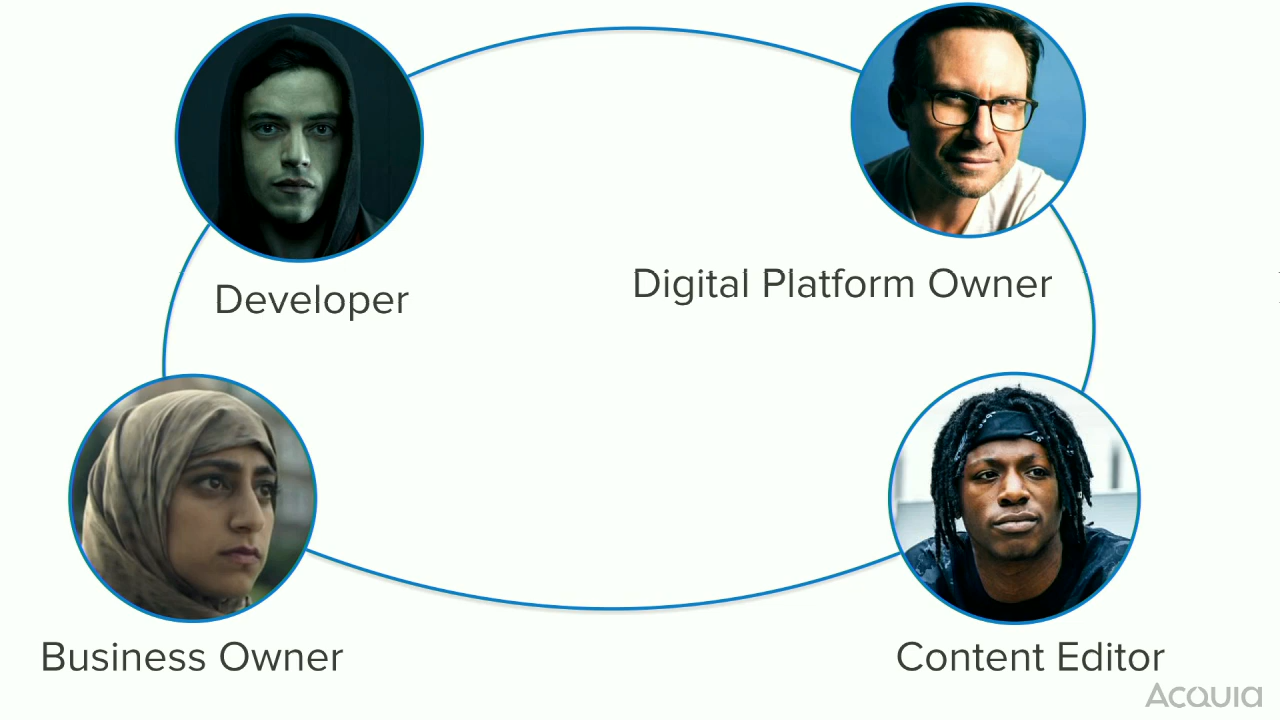 Developer
Digital Platform Owner
Business Owner
Content Editor
Acquia